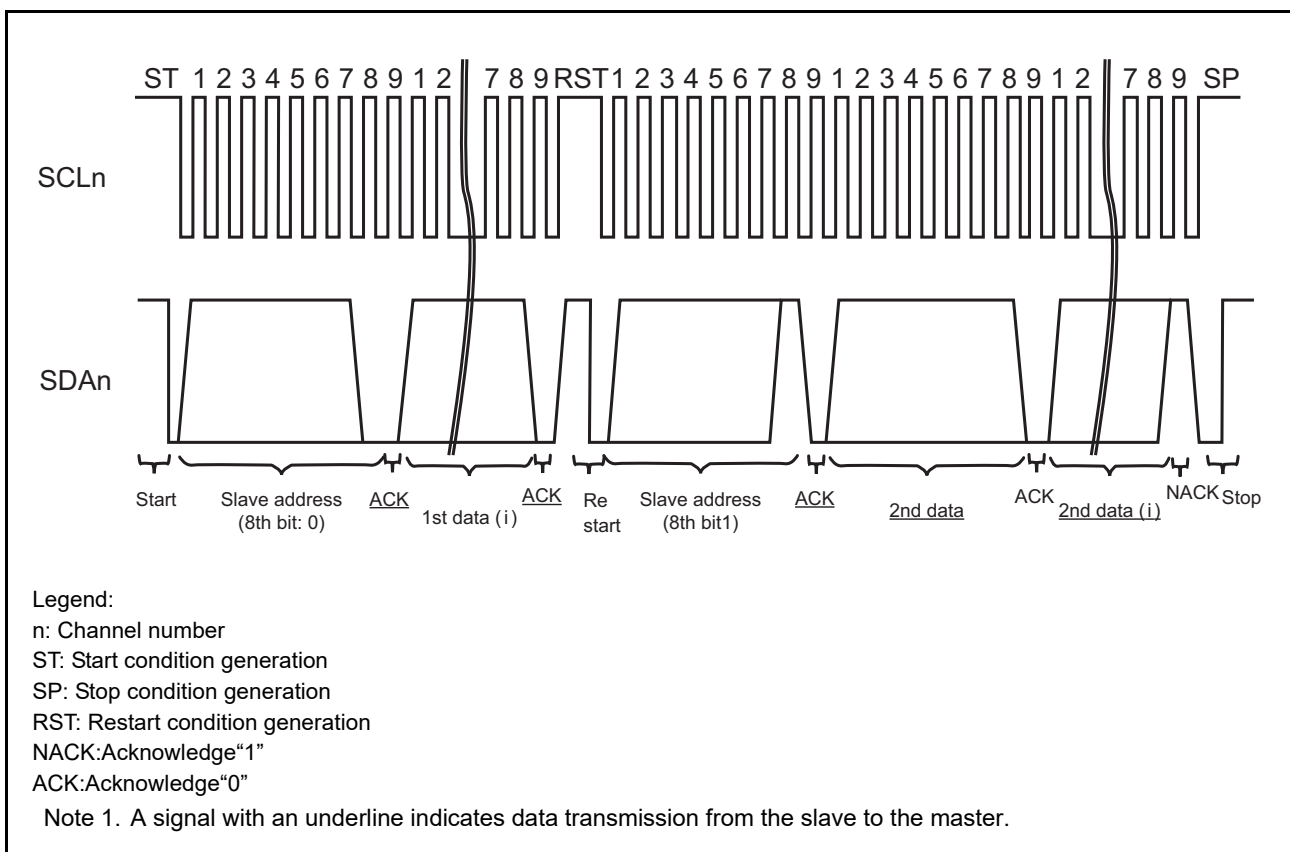 ST 1 2 3 4 5 6 7 8 9 1 2 7 8 9 RST 1 2 3 4 5 6 7 8 9 1 2 3 4 5 6 7 8 9 1 2 7 8 9 SP
SCLn
SDAn
Start
Slave address
(8th bit: 0)
ACK
1st data (i)
ACK
Re
start
Slave address
(8th bit1)
ACK
2nd data
ACK
2nd data (i)
NACK
Stop
Legend:
n: Channel number
ST: Start condition generation
SP: Stop condition generation
RST: Restart condition generation
NACK:Acknowledge“1”
ACK:Acknowledge“0”
Note 1. A signal with an underline indicates data transmission from the slave to the master.